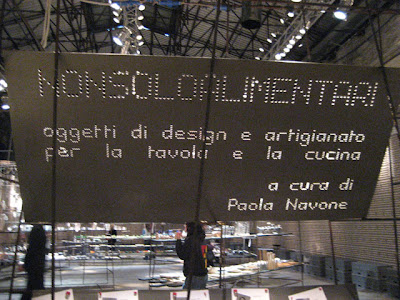 NONSOLOALIMENTARI
oggetti di design e artigianato
per la tavola e la cucina
a cura di
Paola Navone